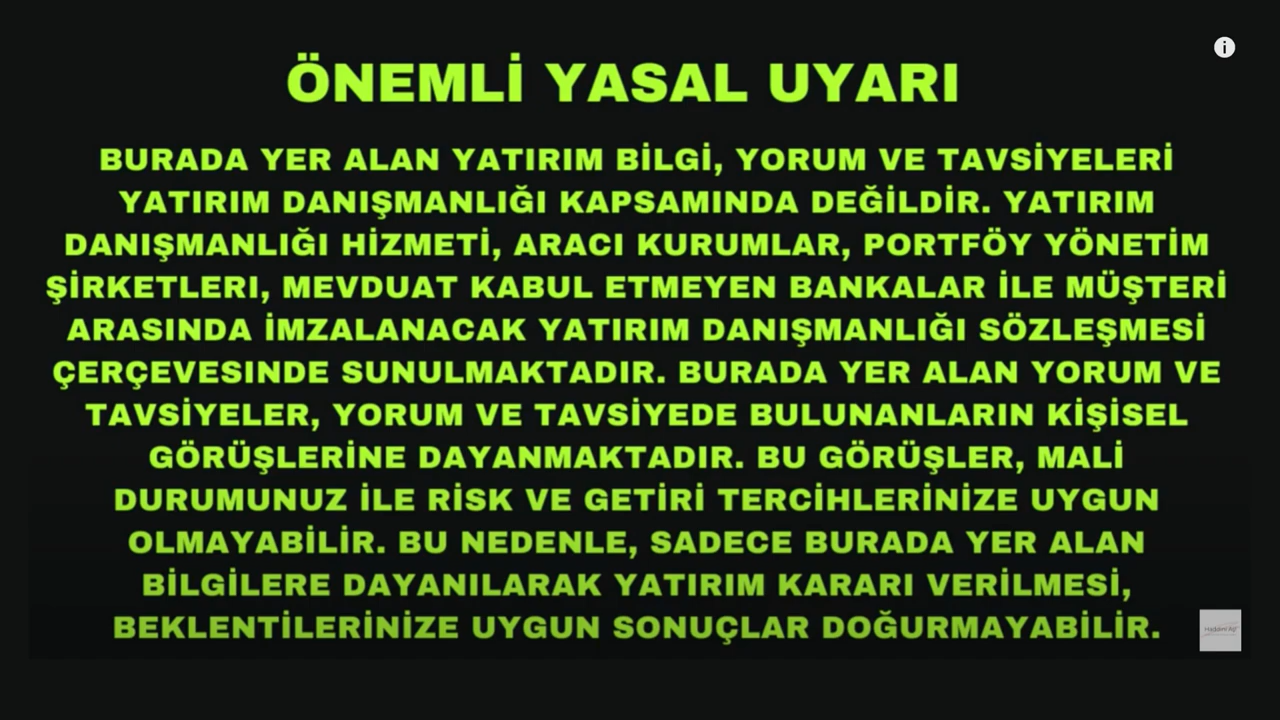 ÖNEMLİ YASAL UYARI
BURADA YER ALAN YATIRIM BİLGİ, YORUM VE TAVSİYELERİ
YATIRIM DANIŞMANLIĞI KAPSAMINDA DEĞİLDİR. YATIRIM
DANIŞMANLIĞI HİZMETİ, ARACI KURUMLAR, PORTFÖY YÖNETİM
ŞİRKETLERI, MEVDUAT KABUL ETMEYEN BANKALAR İLE MÜŞTERİ
ARASINDA İMZALANACAK YATIRIM DANIŞMANLIĞI SÖZLEŞMESİ
ÇERÇEVESINDE SUNULMAKTADIR. BURADA YER ALAN YORUM VE
TAVSİYELER, YORUM VE TAVSİYEDE BULUNANLARIN KİŞİSEL
GÖRÜŞLERİNE DAYANMAKTADIR. BU GÖRÜŞLER, MALİ
DURUMUNUZ İLE RİSK VE GETİRİ TERCİHLERİNİZE UYGUN
OLMAYABİLİR. BU NEDENLE, SADECE BURADA YER ALAN
BİLGİLERE DAYANILARAK YATIRIM KARARI VERİLMESİ,
BEKLENTİLERİNİZE UYGUN SONUÇLAR DOĞURMAYABİLİR.